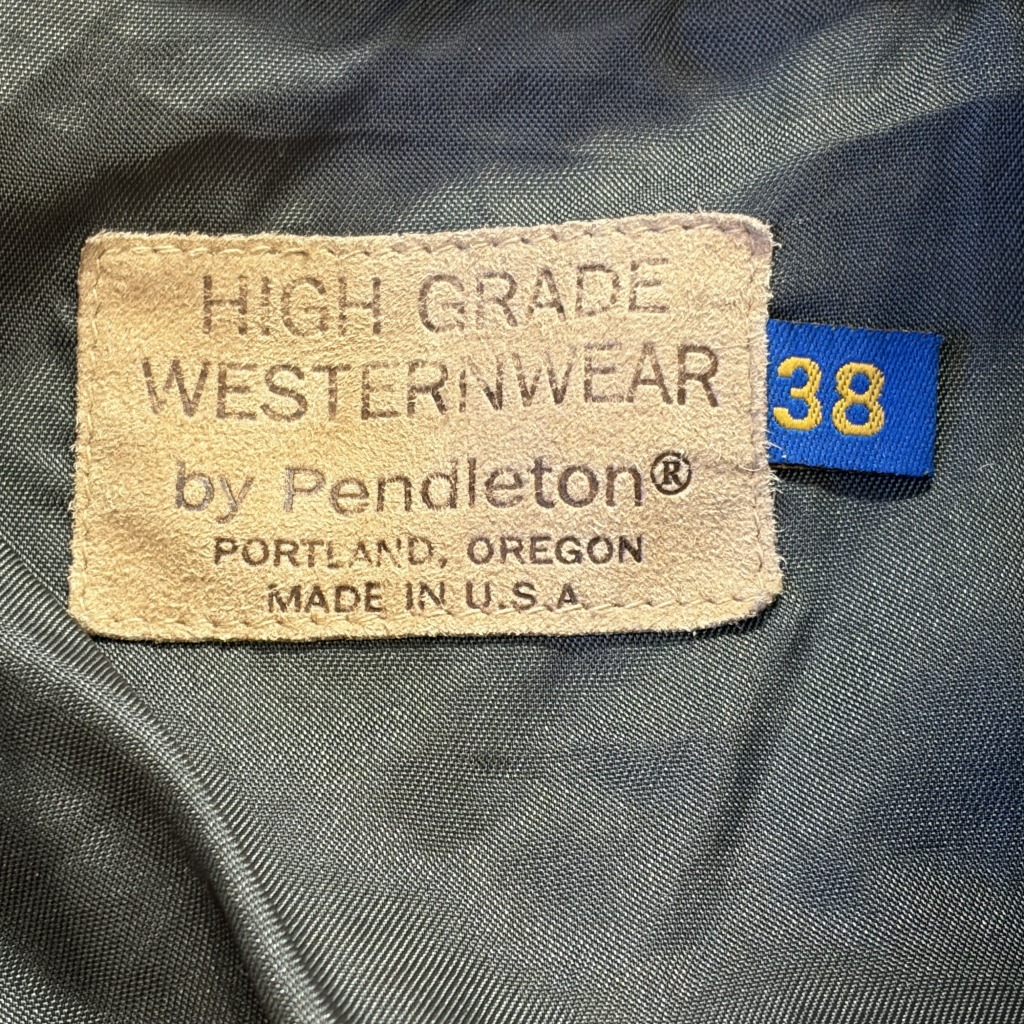 HIGH GRADE
WESTERNWEAR
by Pendleton®
PORTLAND, OREGON
MADE IN U.S.A
38